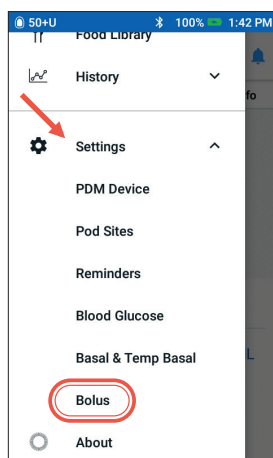 50+U 100% 1:42 PM
Food Library
History
fo
Settings
PDM Device
Pod Sites
Reminders
Blood Glucose
Basal & Temp Basal
L
Bolus
About